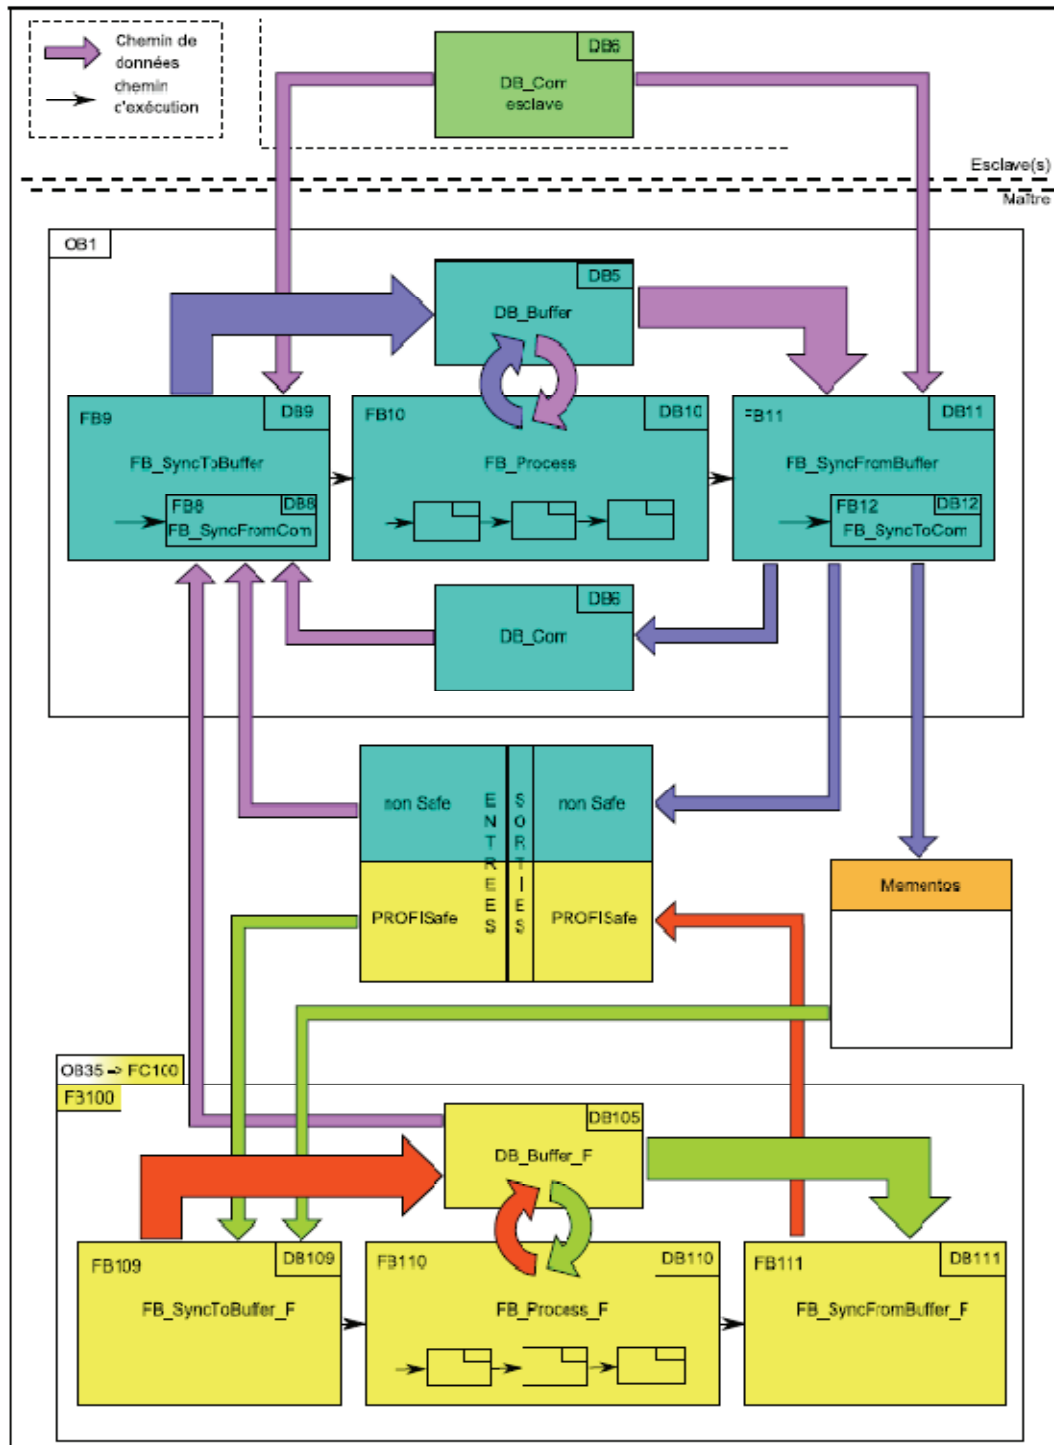 Chemin de
données
chemin
d'exécution
DB6
DB_Com
esclave
Esclave(s)
Maître
OB1
DB5
DB_Buffer
FB9
DB9
FB_SyncToBuffer
FB8
DB8
FB_SyncFromCom
FB10
DB10
FB_Process
FB11
DB11
FB_SyncFromBuffer
FB12
DB12
FB_SyncToCom
DB6
DB_Com
non Safe
ENTREES
SORTIES
non Safe
PROFISafe
PROFISafe
Mementos
OB35 => FC100
FB100
DB105
DB_Buffer_F
FB109
DB109
FB_SyncToBuffer_F
FB110
DB110
FB_Process_F
FB111
DB111
FB_SyncFromBuffer_F